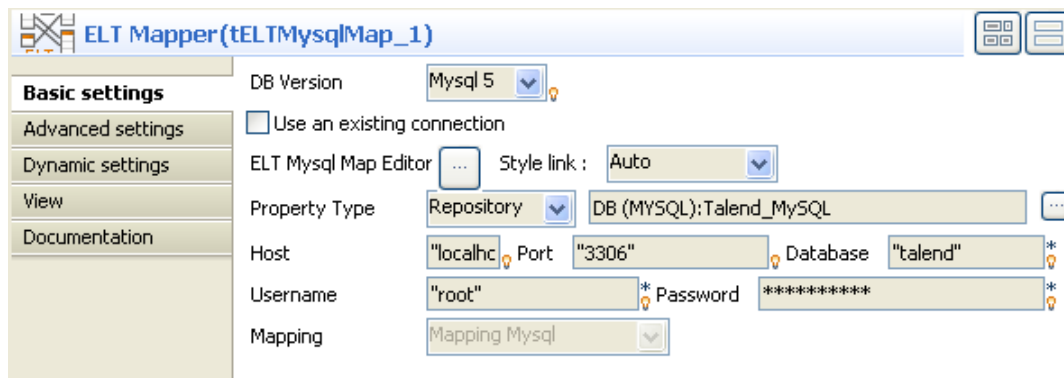 ELT Mapper(tELTMysqlMap_1)
Basic settings
Advanced settings
Dynamic settings
View
Documentation
DB Version Mysql 5
Use an existing connection
ELT Mysql Map Editor ... Style link : Auto
Property Type Repository DB (MYSQL):Talend_MySQL ...
Host "localhc Port "3306" Database "talend" *
Username "root" * Password ********** *
Mapping Mapping Mysql